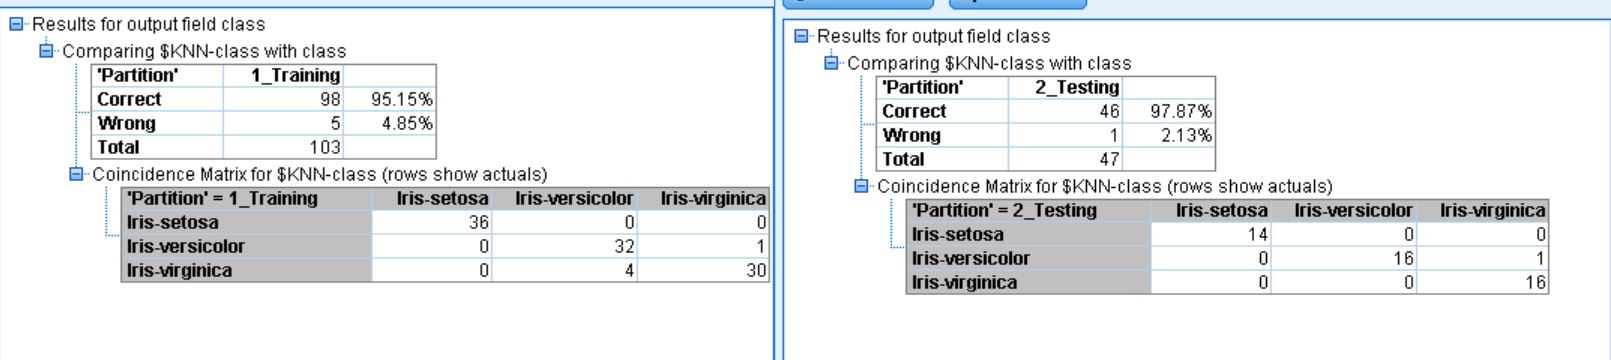 Results for output field class
Comparing $KNN-class with class
'Partition' 1_Training
Correct 98 95.15%
Wrong 5 4.85%
Total 103
Coincidence Matrix for $KNN-class (rows show actuals)
'Partition' = 1_Training Iris-setosa Iris-versicolor Iris-virginica
Iris-setosa 36 0 0
Iris-versicolor 0 32 1
Iris-virginica 0 4 30
Results for output field class
Comparing $KNN-class with class
'Partition' 2_Testing
Correct 46 97.87%
Wrong 1 2.13%
Total 47
Coincidence Matrix for $KNN-class (rows show actuals)
'Partition' = 2_Testing Iris-setosa Iris-versicolor Iris-virginica
Iris-setosa 14 0 0
Iris-versicolor 0 16 1
Iris-virginica 0 0 16